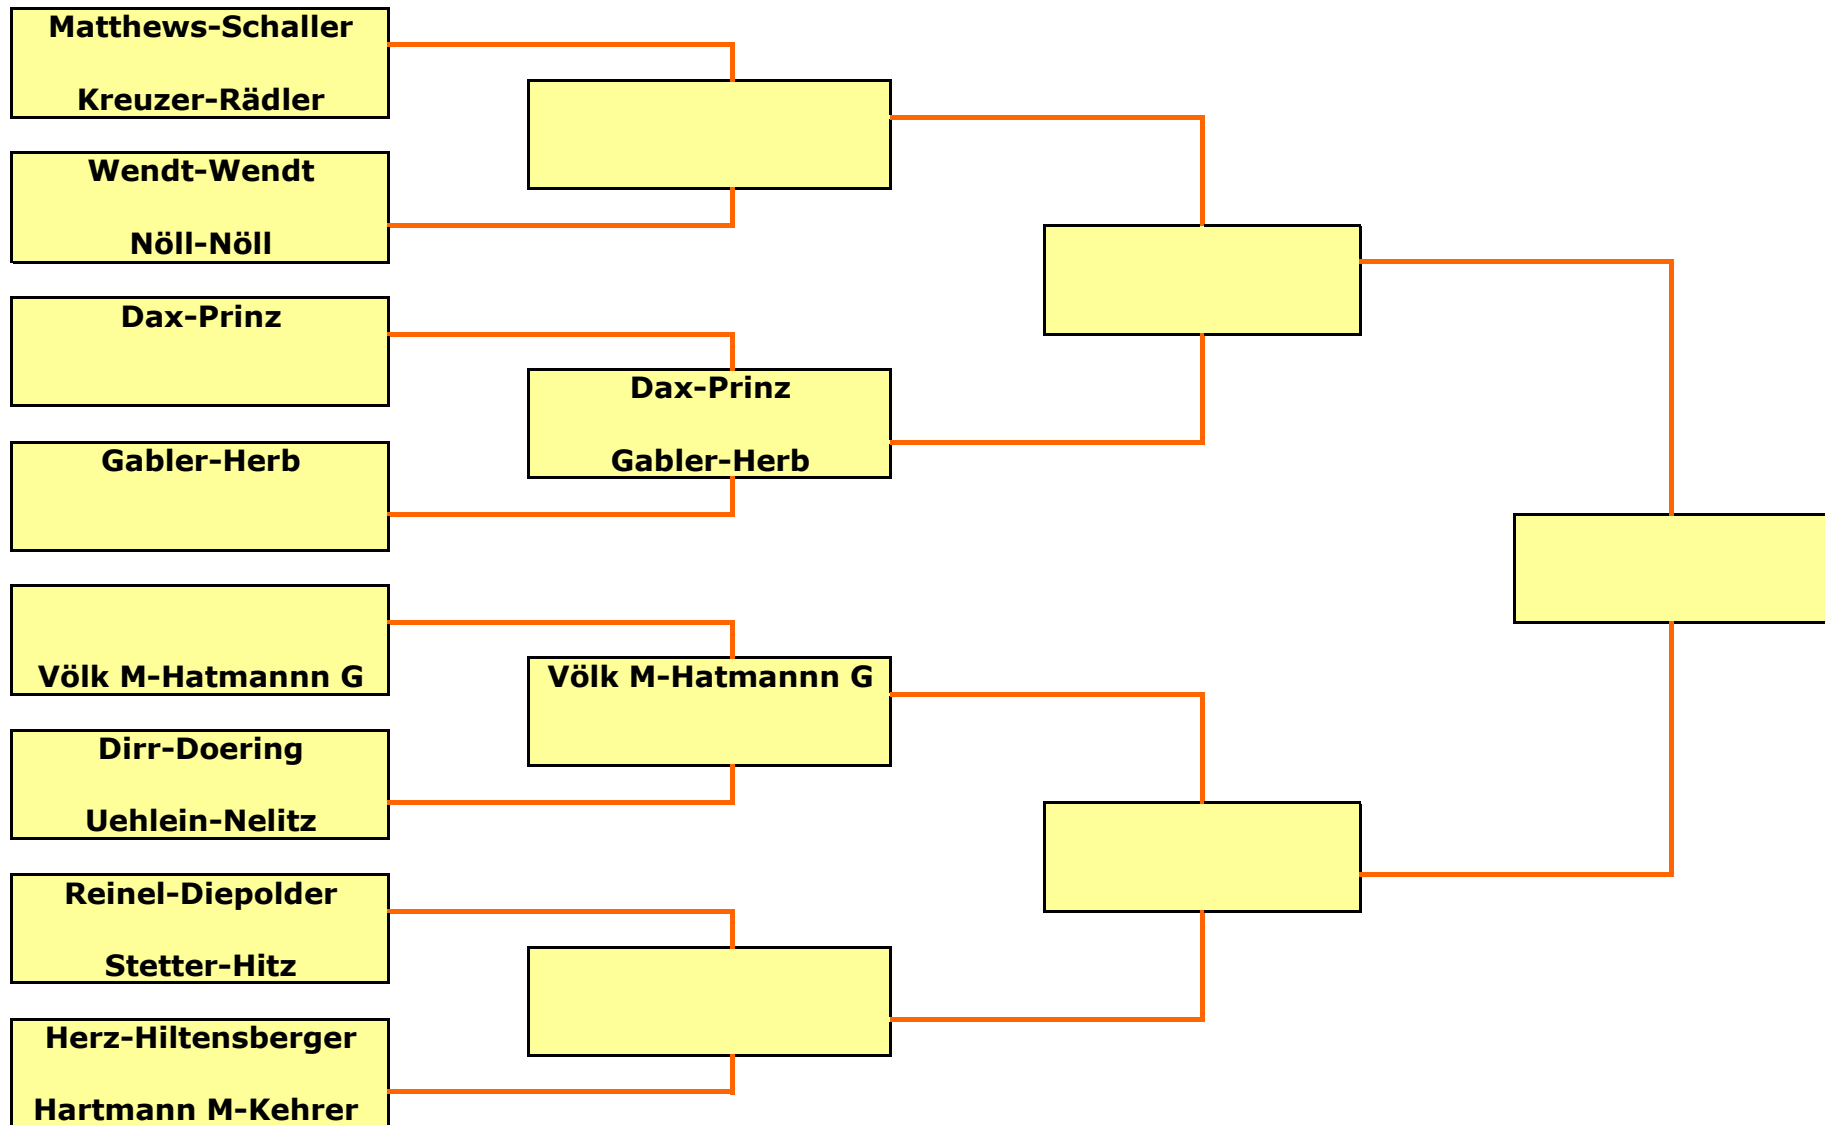 Matthews-Schaller
Kreuzer-Rädler
Wendt-Wendt
Nöll-Nöll
Dax-Prinz
Gabler-Herb
Völk M-Hatmannn G
Dirr-Doering
Uehlein-Nelitz
Reinel-Diepolder
Stetter-Hitz
Herz-Hiltensberger
Hartmann M-Kehrer
Dax-Prinz
Gabler-Herb
Völk M-Hatmannn G